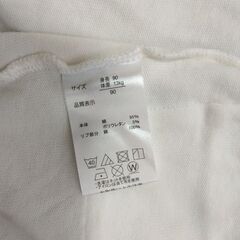 サイズ 身長 90
体重 13kg
90
品質表示
本体 綿 95%
ポリウレタン 5%
リブ部分 綿 100%
40
W